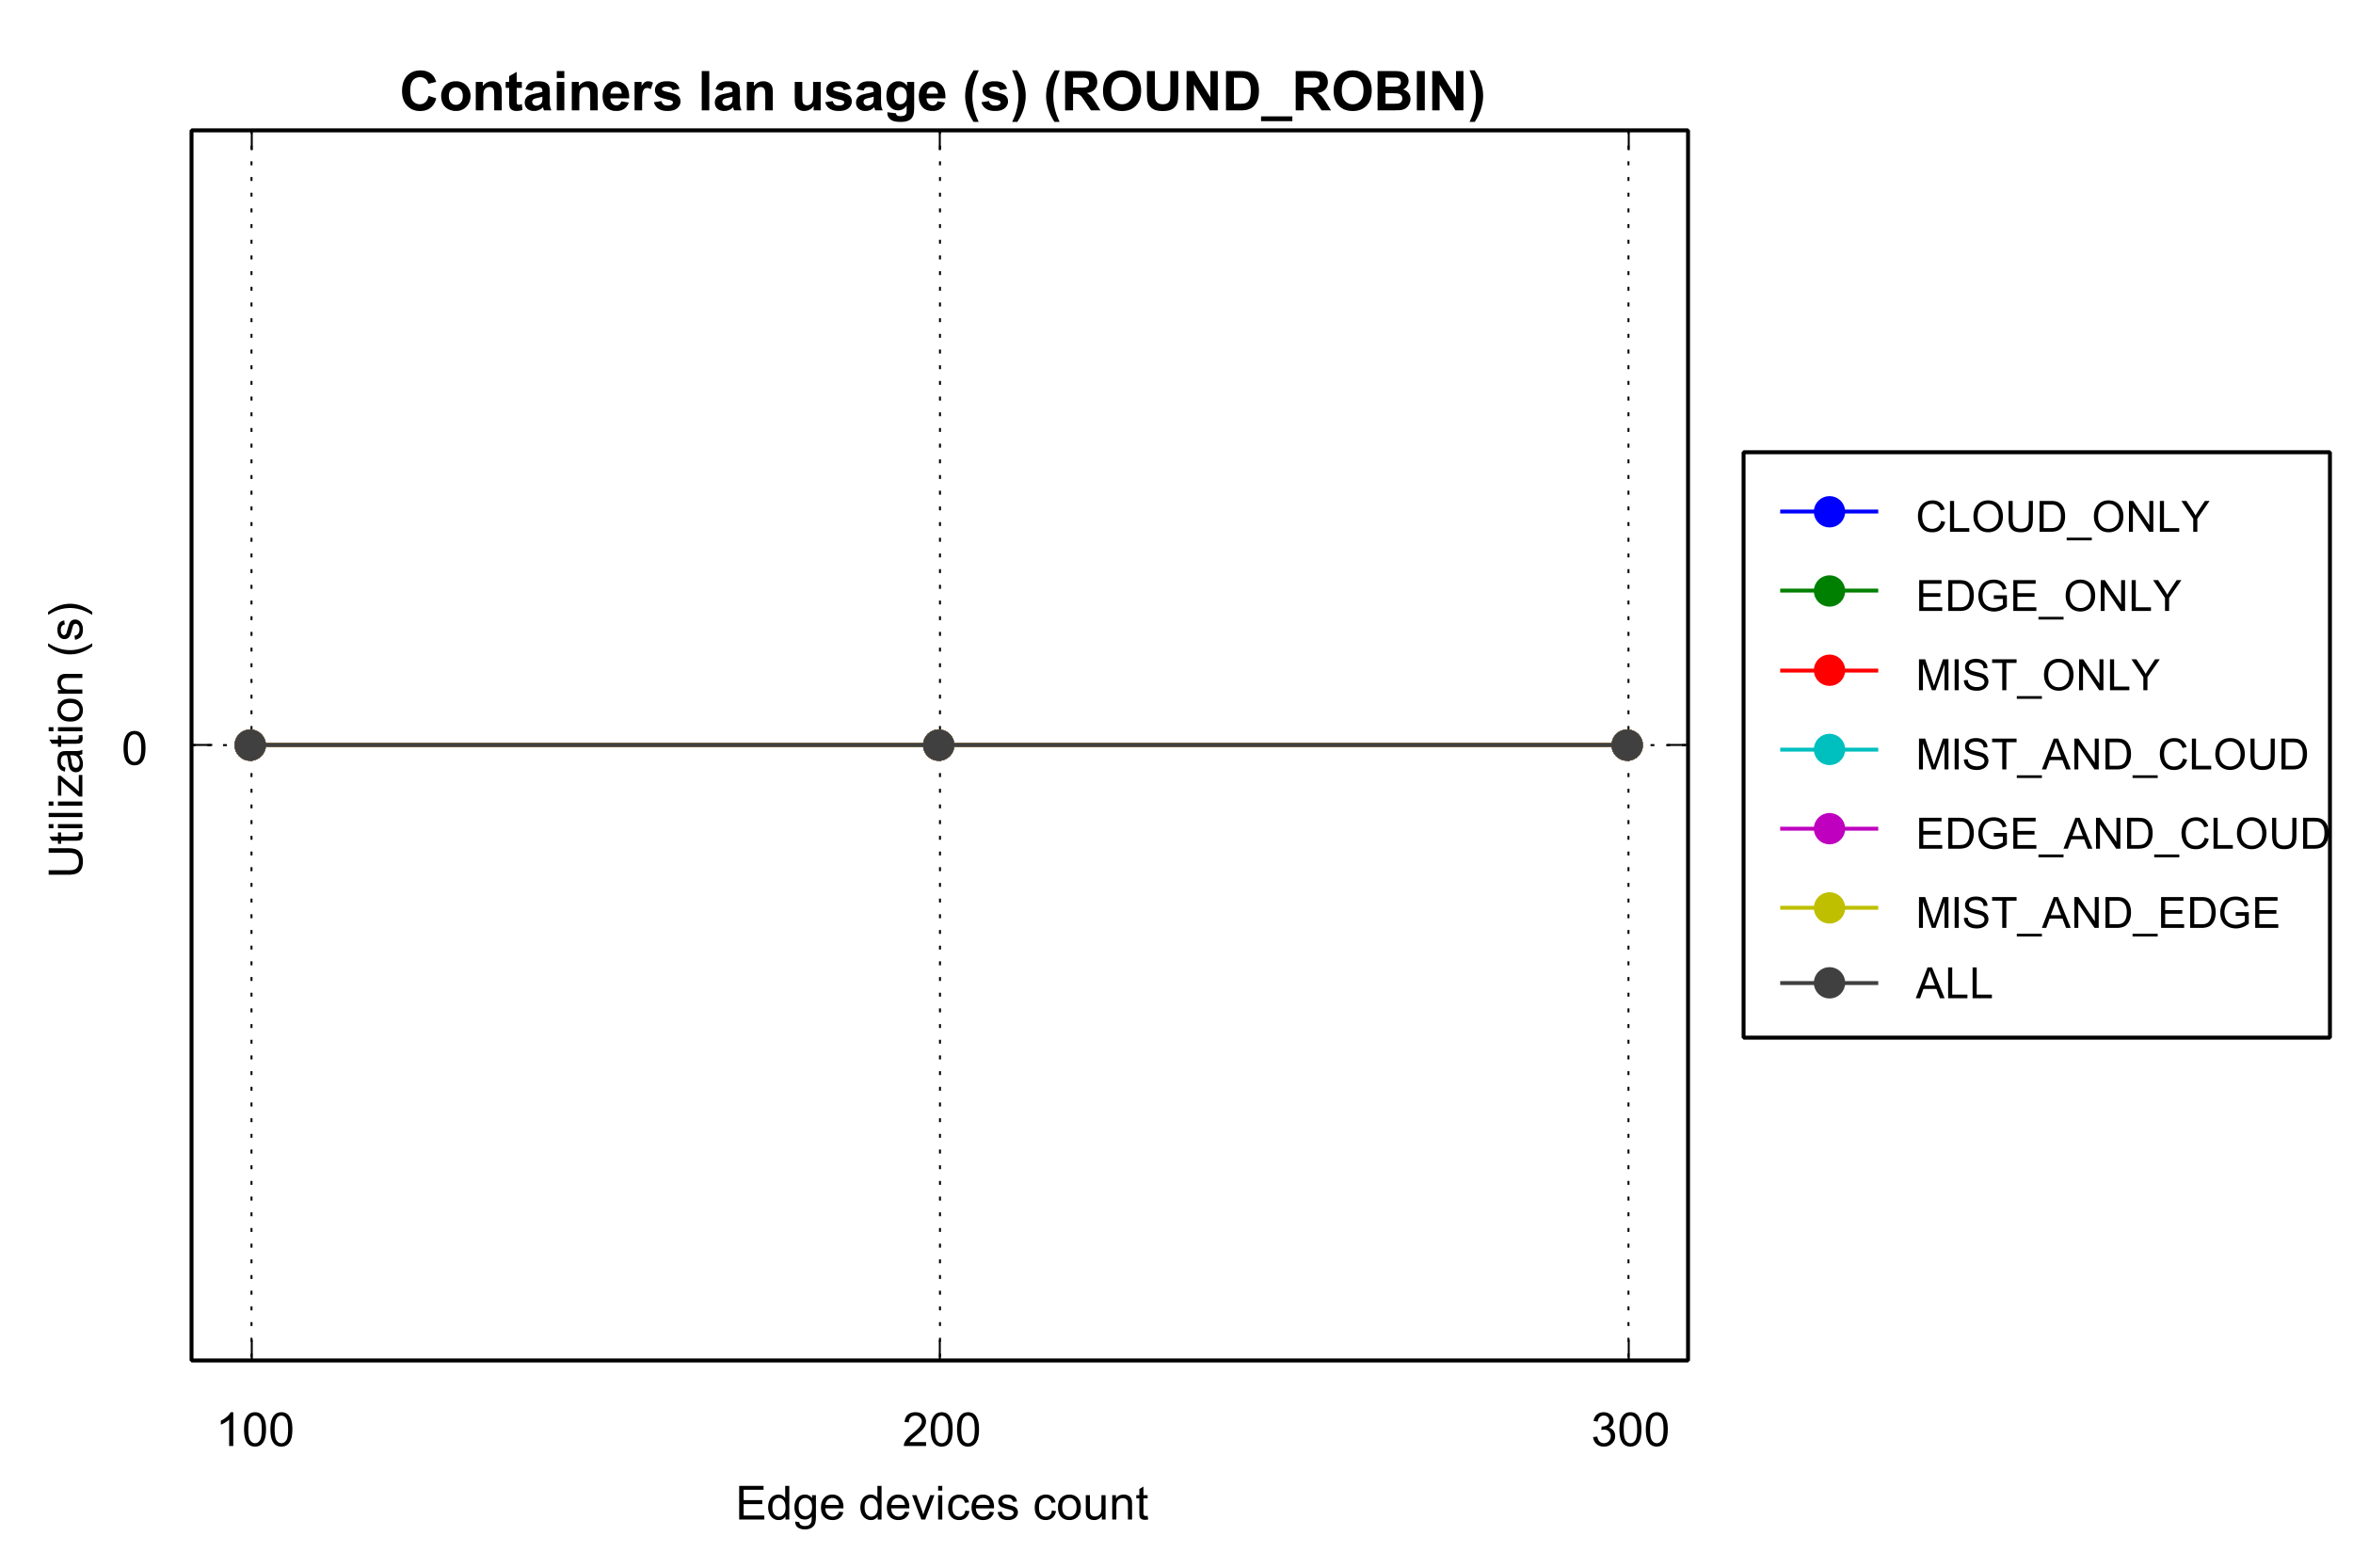 Containers lan usage (s) (ROUND_ROBIN)
Utilization (s)
0
100
200
300
Edge devices count
CLOUD_ONLY
EDGE_ONLY
MIST_ONLY
MIST_AND_CLOUD
EDGE_AND_CLOUD
MIST_AND_EDGE
ALL